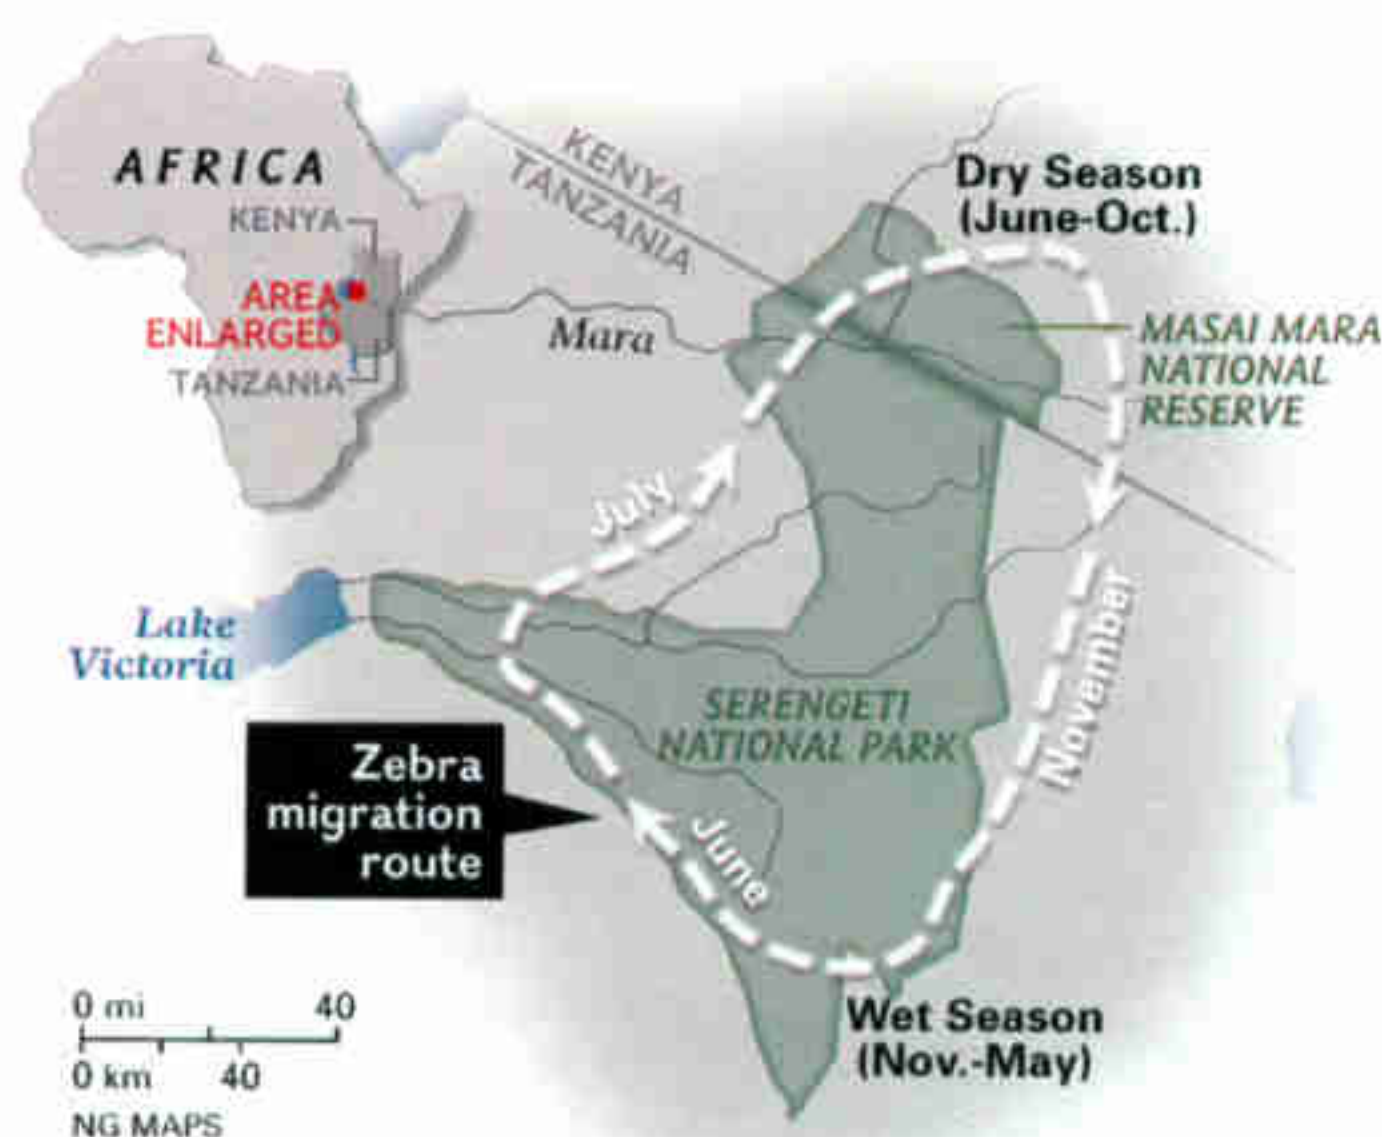 AFRICA
KENYA
AREA
ENLARGED
TANZANIA
KENYA
TANZANIA
Mara
Dry Season
(June-Oct.)
MASAI MARA
NATIONAL
RESERVE
July
Lake
Victoria
November
SERENGETI
NATIONAL PARK
Zebra
migration
route
June
Wet Season
(Nov.-May)
0 mi 40
0 km 40
NG MAPS